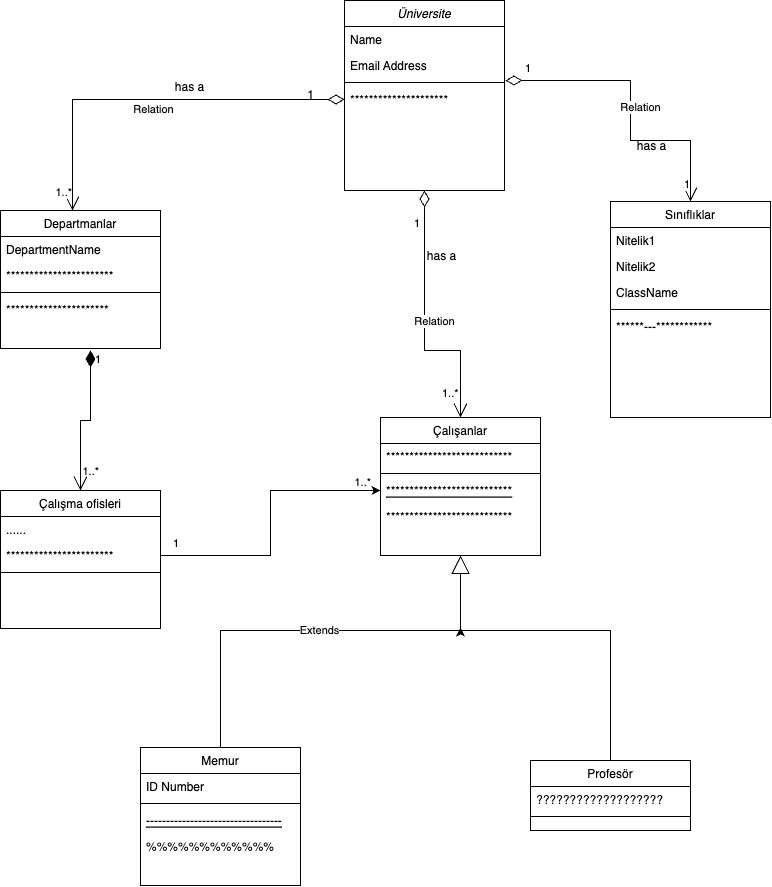 Üniversite
Name
Email Address
*********************
has a
1
Relation
1..*
1
Relation
has a
1
1
has a
Relation
1..*
Departmanlar
DepartmentName
***********************
**********************
1
1..*
Sınıflıklar
Nitelik1
Nitelik2
ClassName
******---************
Çalışanlar
***************************
***************************
***************************
Çalışma ofisleri
......
***********************
1
1..*
Extends
Memur
ID Number
----------------------------------
%%%%%%%%%%%%
Profesör
???????????????????